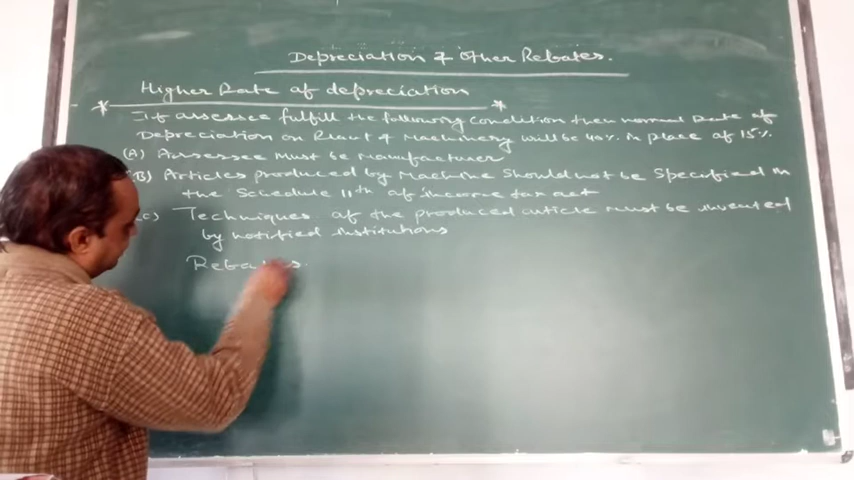 Depreciation & Other Rebates.
Higher Rate of depreciation
If assessee fulfill the following condition then normal Rate of
Depreciation on Plant & Machinery will be 40% in place of 15%
(A) Assessee must be manufacturer
(B) Articles produced by Machine should not be Specified in
the Schedule 11th of income tax act
(C) Techniques of the produced article must be invented
by notified institutions